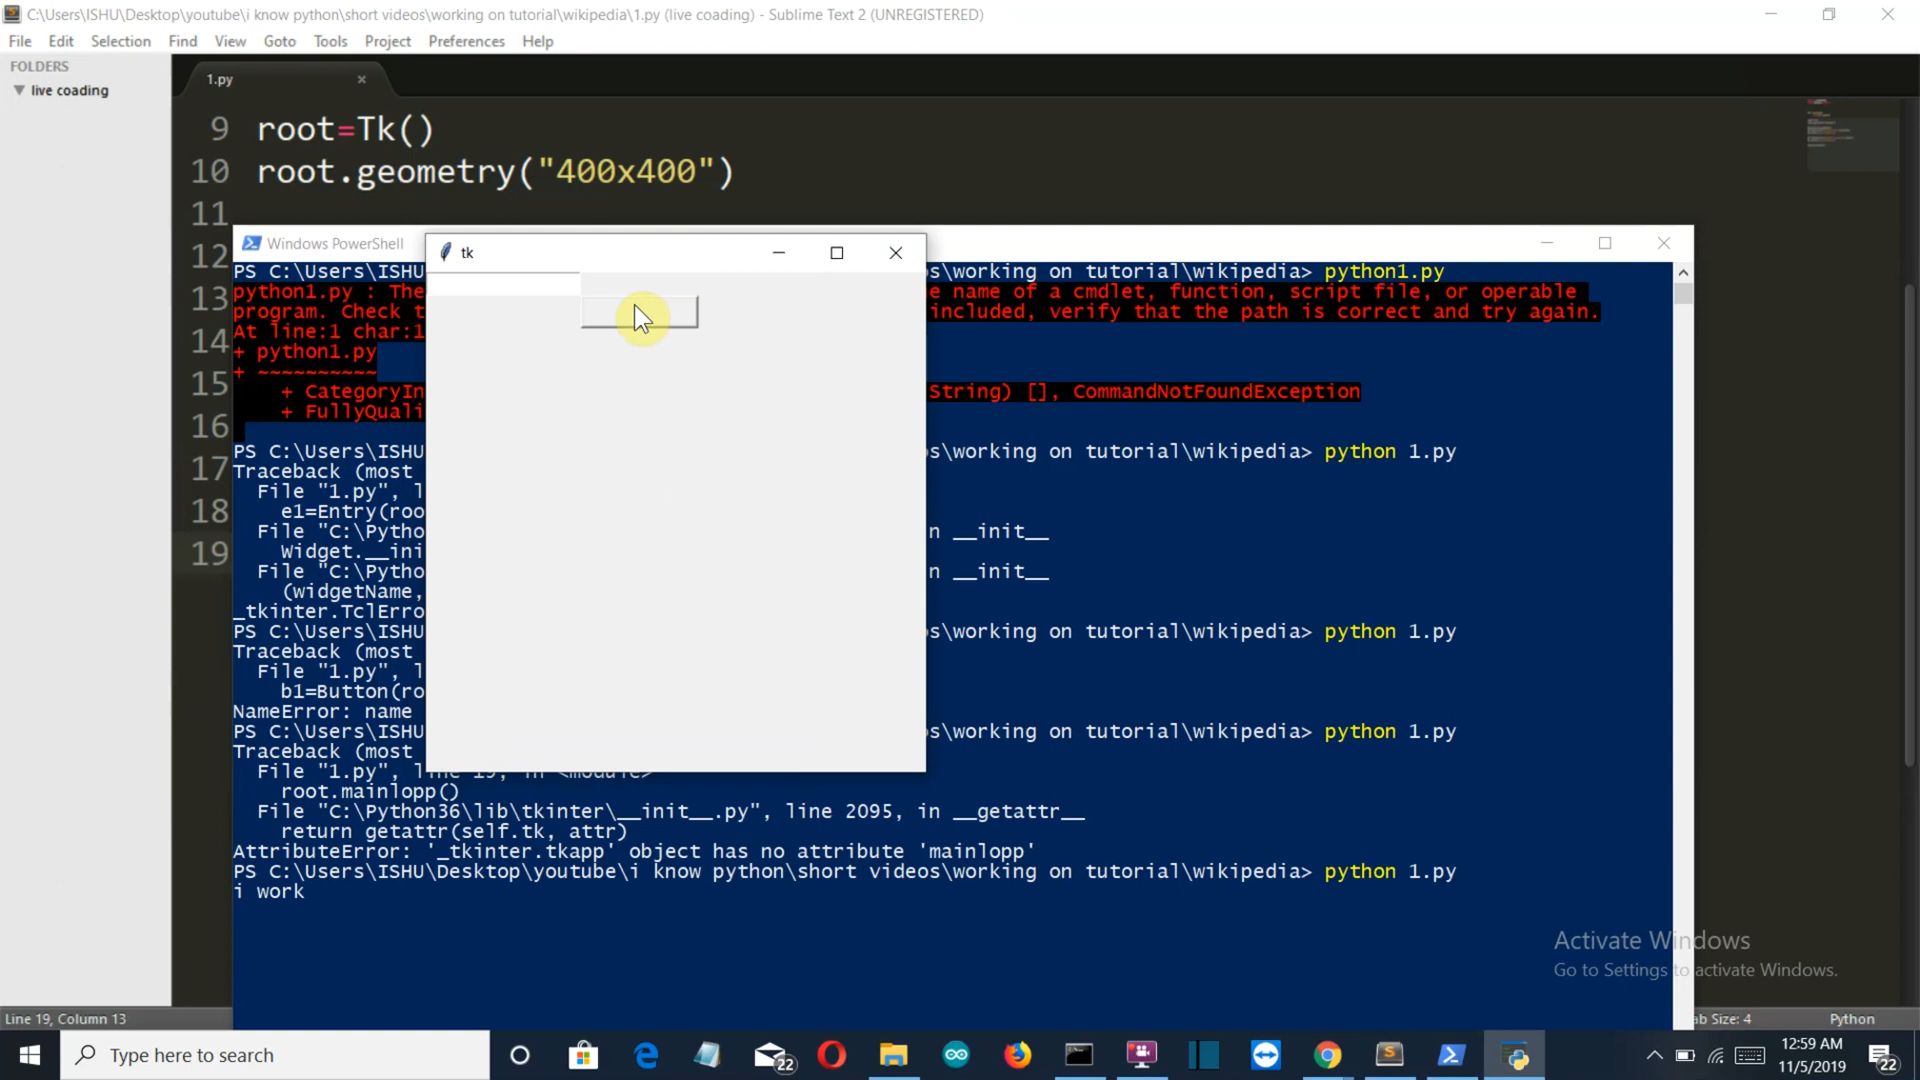 C:\Users\ISHU\Desktop\youtube\i know python\short videos\working on tutorial\wikipedia\1.py (live coading) - Sublime Text 2 (UNREGISTERED)
File Edit Selection Find View Goto Tools Project Preferences Help
FOLDERS
live coading
1.py
9 root=Tk()
10 root.geometry("400x400")
11
12
13
14
15
16
17
18
19
Windows PowerShell
tk
PS C:\Users\ISHU s\working on tutorial\wikipedia> python1.py
python1.py : The e name of a cmdlet, function, script file, or operable
program. Check t included, verify that the path is correct and try again.
At line:1 char:1
+ python1.py
+ ~~~~~~~~~~
+ CategoryIn String) [], CommandNotFoundException
+ FullyQuali
PS C:\Users\ISHU s\working on tutorial\wikipedia> python 1.py
Traceback (most
File "1.py", l
e1=Entry(roo
File "C:\Pytho n __init__
Widget.__ini
File "C:\Pytho n __init__
(widgetName,
_tkinter.TclErro
PS C:\Users\ISHU s\working on tutorial\wikipedia> python 1.py
Traceback (most
File "1.py", l
b1=Button(ro
NameError: name
PS C:\Users\ISHU s\working on tutorial\wikipedia> python 1.py
Traceback (most
File "1.py", line 19, in <module>
root.mainlopp()
File "C:\Python36\lib\tkinter\__init__.py", line 2095, in __getattr__
return getattr(self.tk, attr)
AttributeError: '_tkinter.tkapp' object has no attribute 'mainlopp'
PS C:\Users\ISHU\Desktop\youtube\i know python\short videos\working on tutorial\wikipedia> python 1.py
i work
Activate Windows
Go to Settings to activate Windows.
Line 19, Column 13
ab Size: 4
Python
Type here to search
22
12:59 AM
11/5/2019
22